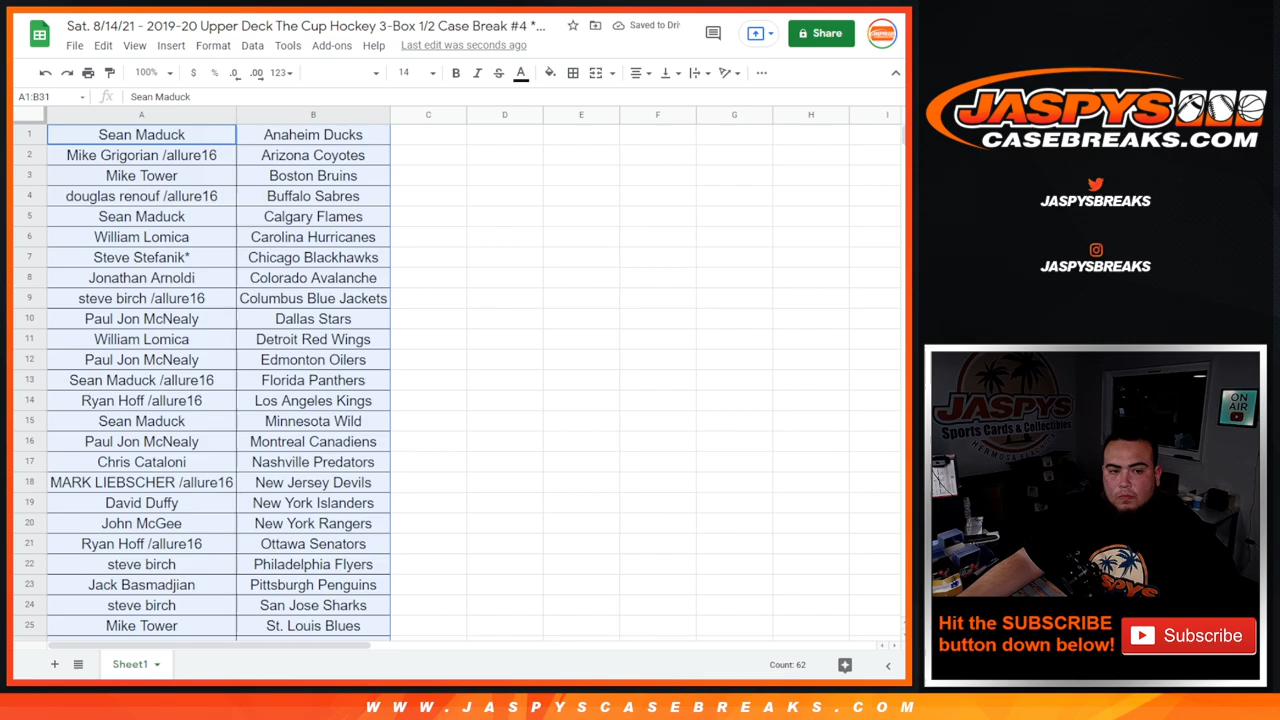 Sat. 8/14/21 - 2019-20 Upper Deck The Cup Hockey 3-Box 1/2 Case Break #4 *...
Saved to Dri
File Edit View Insert Format Data Tools Add-ons Help Last edit was seconds ago
Share
100% $ % .0 .00 123 14 B I S A
A1:B31 fx Sean Maduck
A B C D E F G H I
1 Sean Maduck Anaheim Ducks
2 Mike Grigorian /allure16 Arizona Coyotes
3 Mike Tower Boston Bruins
4 douglas renouf /allure16 Buffalo Sabres
5 Sean Maduck Calgary Flames
6 William Lomica Carolina Hurricanes
7 Steve Stefanik* Chicago Blackhawks
8 Jonathan Arnoldi Colorado Avalanche
9 steve birch /allure16 Columbus Blue Jackets
10 Paul Jon McNealy Dallas Stars
11 William Lomica Detroit Red Wings
12 Paul Jon McNealy Edmonton Oilers
13 Sean Maduck /allure16 Florida Panthers
14 Ryan Hoff /allure16 Los Angeles Kings
15 Sean Maduck Minnesota Wild
16 Paul Jon McNealy Montreal Canadiens
17 Chris Cataloni Nashville Predators
18 MARK LIEBSCHER /allure16 New Jersey Devils
19 David Duffy New York Islanders
20 John McGee New York Rangers
21 Ryan Hoff /allure16 Ottawa Senators
22 steve birch Philadelphia Flyers
23 Jack Basmadjian Pittsburgh Penguins
24 steve birch San Jose Sharks
25 Mike Tower St. Louis Blues
Sheet1
Count: 62
JASPYS
CASEBREAKS.COM
JASPYSBREAKS
JASPYSBREAKS
JASPYS
Sports Cards & Collectibles
HERMOSA BEACH
ON
AIR
Hit the SUBSCRIBE
button down below!
Subscribe
WWW.JASPYSCASEBREAKS.COM